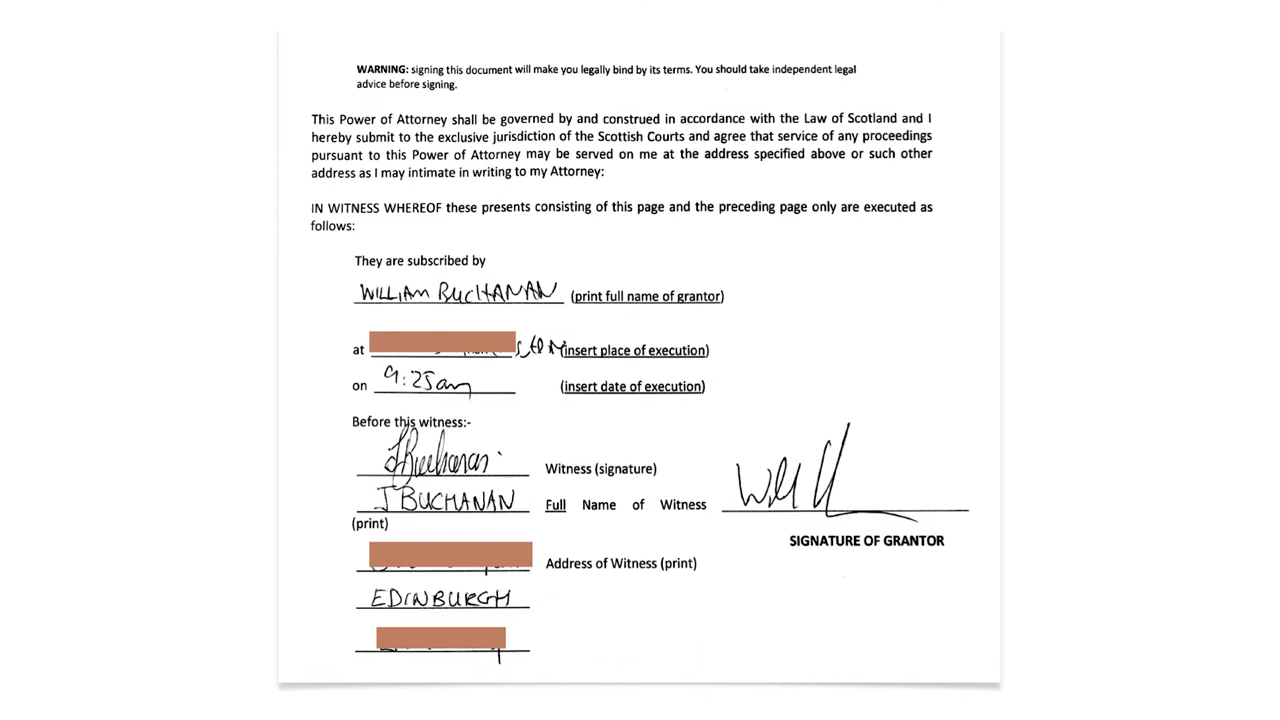 WARNING: signing this document will make you legally bind by its terms. You should take independent legal
advice before signing.
This Power of Attorney shall be governed by and construed in accordance with the Law of Scotland and I
hereby submit to the exclusive jurisdiction of the Scottish Courts and agree that service of any proceedings
pursuant to this Power of Attorney may be served on me at the address specified above or such other
address as I may intimate in writing to my Attorney:
IN WITNESS WHEREOF these presents consisting of this page and the preceding page only are executed as
follows:
They are subscribed by
WILLIAM BUCHANAN (print full name of grantor)
at (insert place of execution)
on 9:25am (insert date of execution)
Before this witness:-
JBuchanan Witness (signature)
J BUCHANAN Full Name of Witness
(print)
SIGNATURE OF GRANTOR
Address of Witness (print)
EDINBURGH